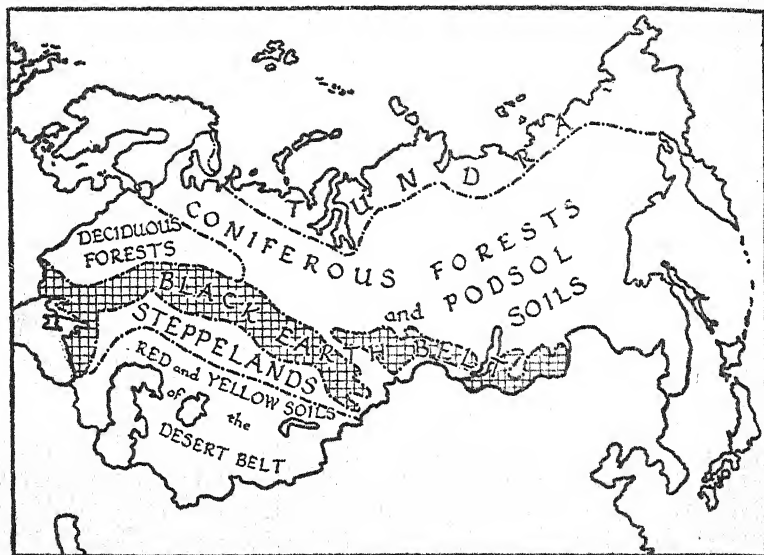 TUNDRA
CONIFEROUS FORESTS
and PODSOL
SOILS
DECIDUOUS
FORESTS
BLACK EARTH BELT
STEPPELANDS
RED and YELLOW SOILS
of the
DESERT BELT